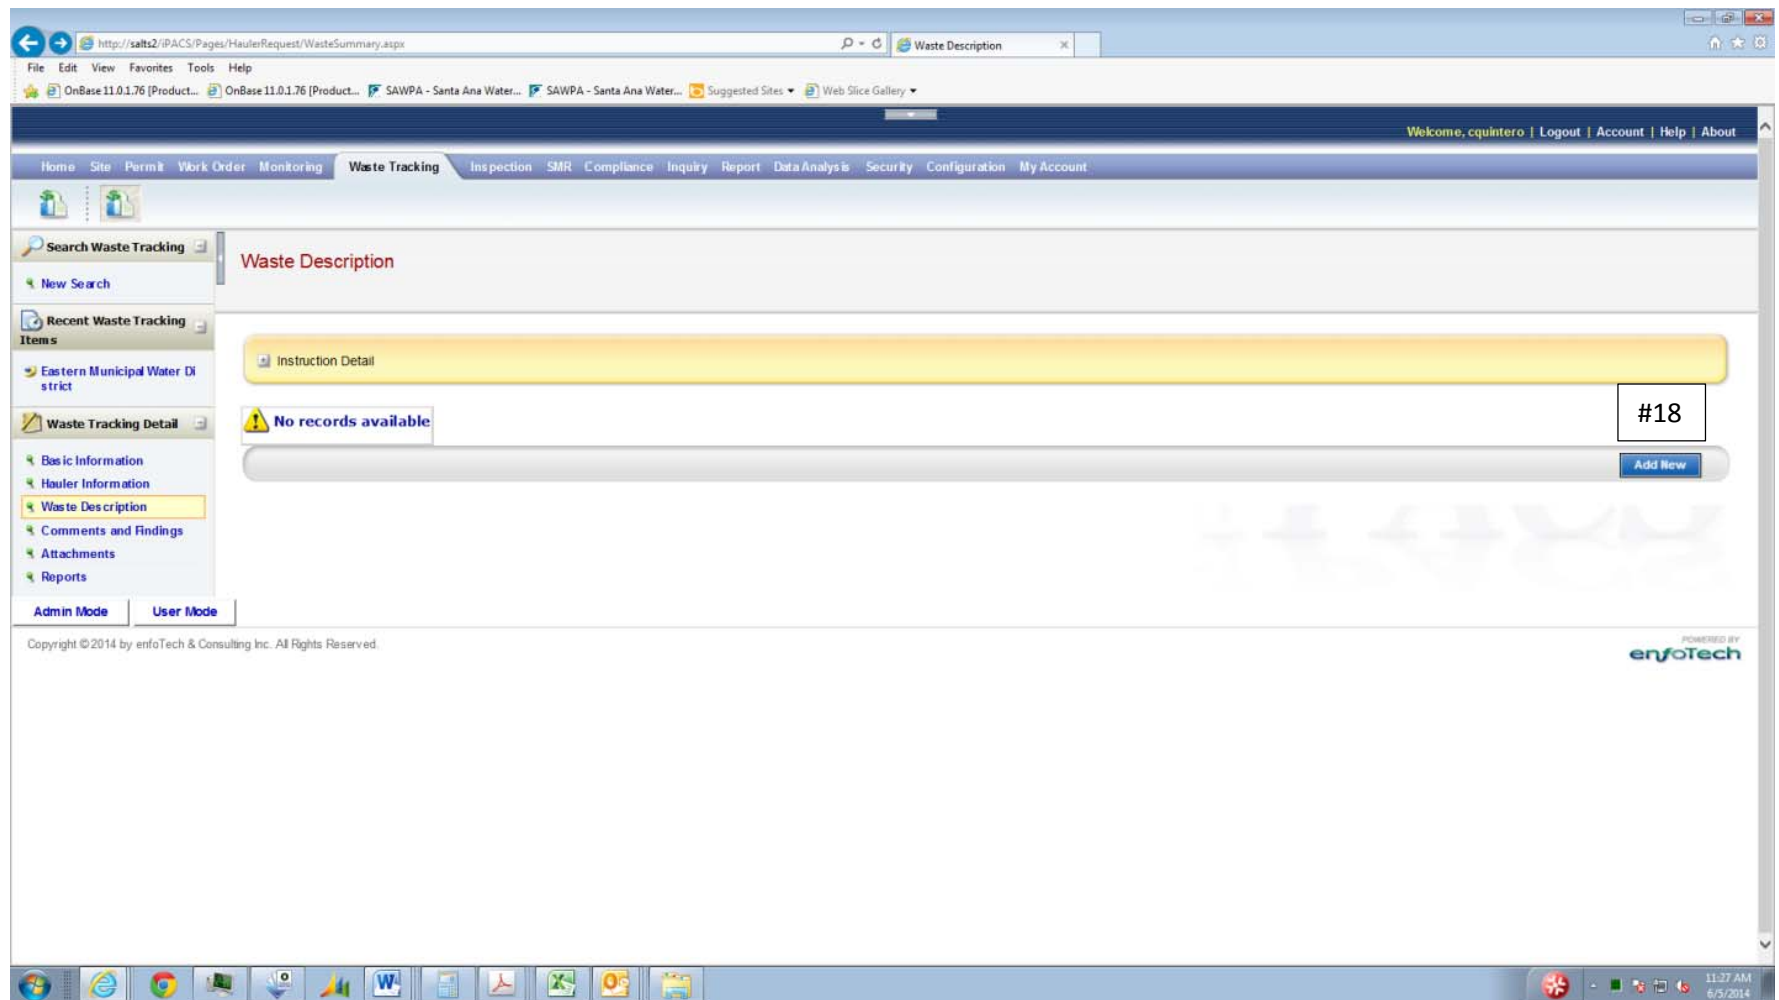 http://salts2/iPACS/Pages/HaulerRequest/WasteSummary.aspx
Waste Description
File Edit View Favorites Tools Help
OnBase 11.0.1.76 [Product... OnBase 11.0.1.76 [Product... SAWPA - Santa Ana Water... SAWPA - Santa Ana Water... Suggested Sites Web Slice Gallery
Welcome, cquintero | Logout | Account | Help | About
Home Site Permit Work Order Monitoring Waste Tracking Inspection SMR Compliance Inquiry Report Data Analysis Security Configuration My Account
Search Waste Tracking
New Search
Recent Waste Tracking
Items
Eastern Municipal Water Di
strict
Waste Tracking Detail
Basic Information
Hauler Information
Waste Description
Comments and Findings
Attachments
Reports
Admin Mode User Mode
Waste Description
Instruction Detail
No records available
#18
Add New
Copyright © 2014 by enfoTech & Consulting Inc. All Rights Reserved.
POWERED BY
enfoTech
11:27 AM
6/5/2014